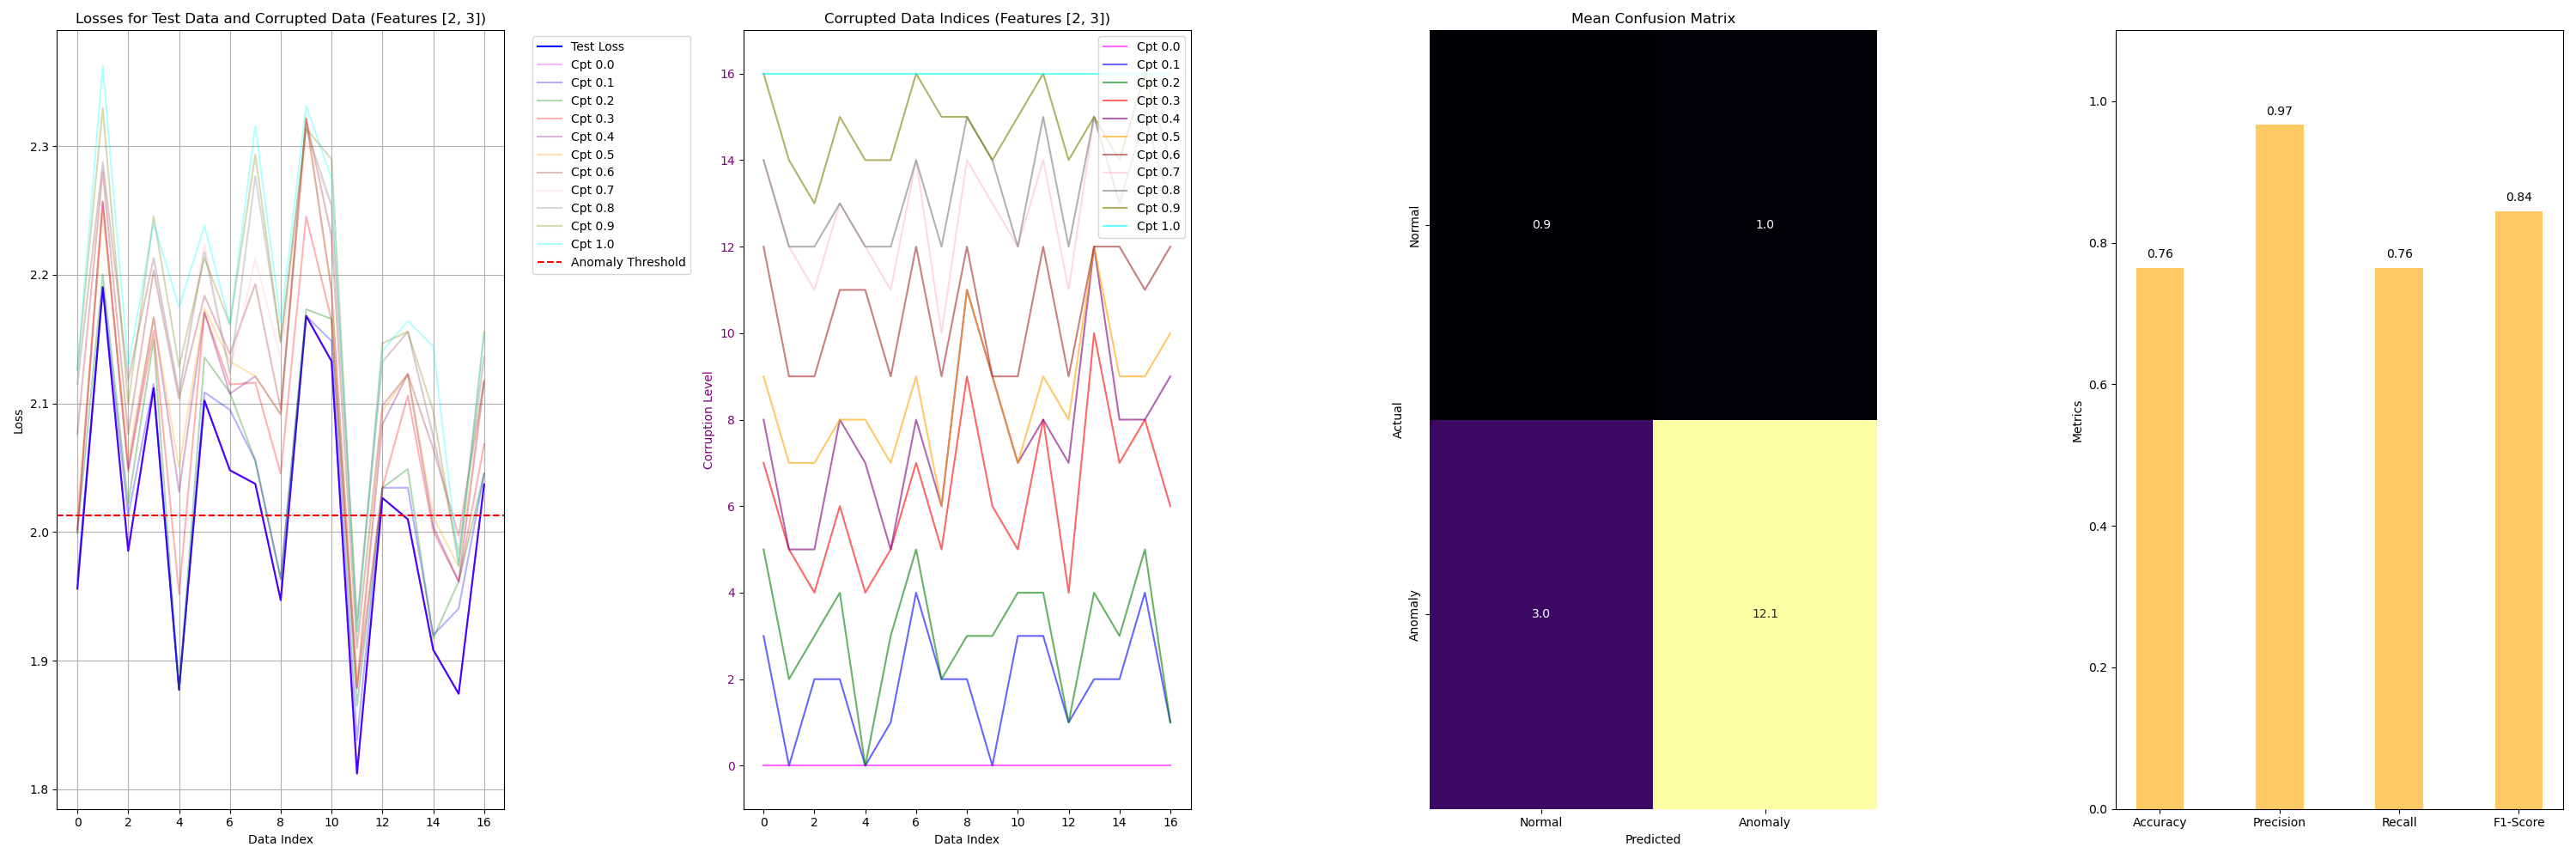 Losses for Test Data and Corrupted Data (Features [2, 3])
Loss
2.3
2.2
2.1
2.0
1.9
1.8
0 2 4 6 8 10 12 14 16
Data Index
Test Loss
Cpt 0.0
Cpt 0.1
Cpt 0.2
Cpt 0.3
Cpt 0.4
Cpt 0.5
Cpt 0.6
Cpt 0.7
Cpt 0.8
Cpt 0.9
Cpt 1.0
Anomaly Threshold
Corrupted Data Indices (Features [2, 3])
Corruption Level
16
14
12
10
8
6
4
2
0
0 2 4 6 8 10 12 14 16
Data Index
Cpt 0.0
Cpt 0.1
Cpt 0.2
Cpt 0.3
Cpt 0.4
Cpt 0.5
Cpt 0.6
Cpt 0.7
Cpt 0.8
Cpt 0.9
Cpt 1.0
Mean Confusion Matrix
Actual
Normal
Anomaly
0.9 1.0
3.0 12.1
Normal Anomaly
Predicted
Metrics
1.0
0.8
0.6
0.4
0.2
0.0
0.76
0.97
0.76
0.84
Accuracy Precision Recall F1-Score